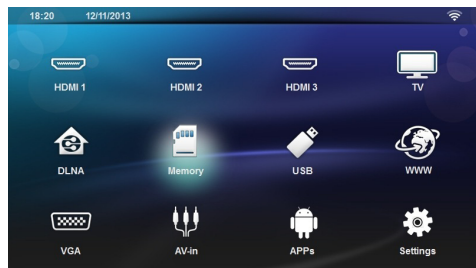 18:20 12/11/2013
HDMI 1 HDMI 2 HDMI 3 TV
DLNA Memory USB WWW
VGA AV-in APPs Settings